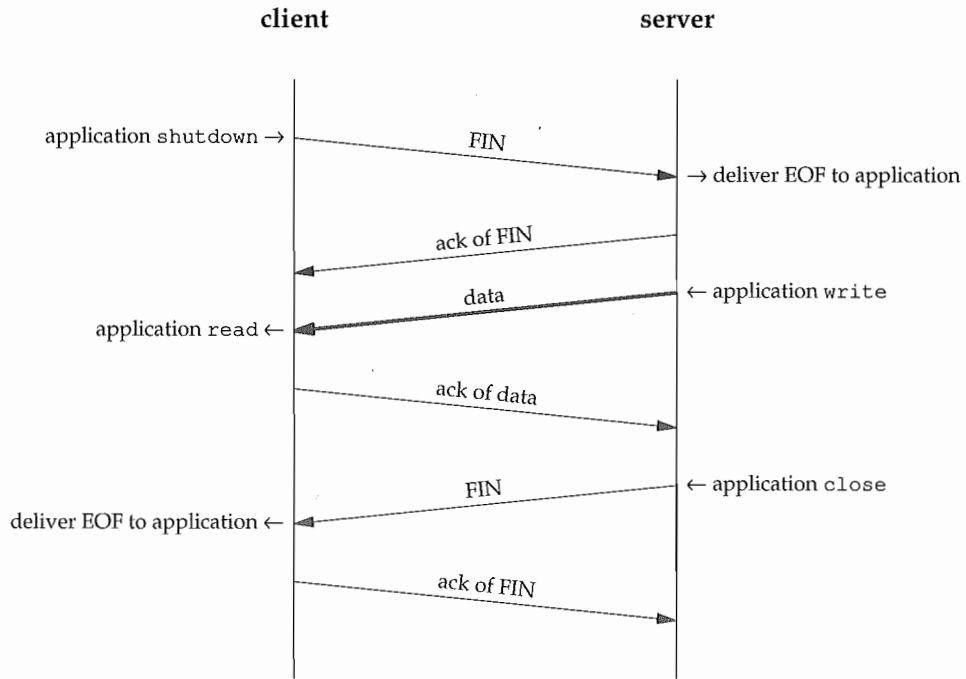 client server
application shutdown →
FIN
→ deliver EOF to application
ack of FIN
← application write
data
application read ←
ack of data
← application close
FIN
deliver EOF to application ←
ack of FIN